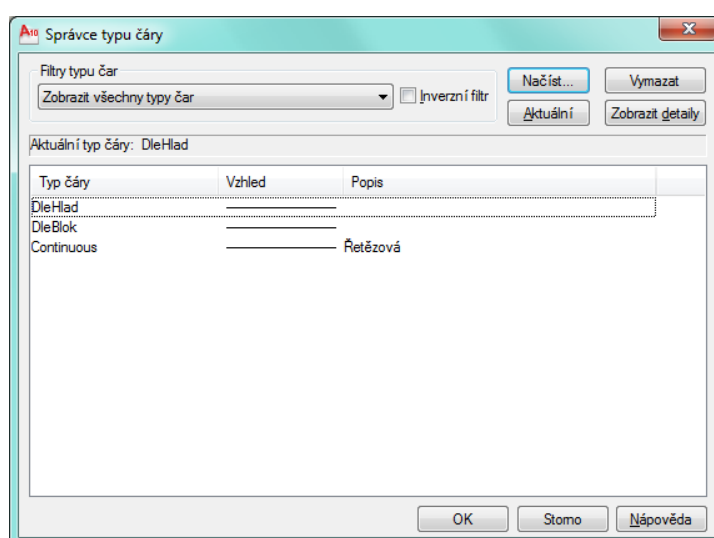 A10 Správce typu čáry
Filtry typu čar
Zobrazit všechny typy čar
Inverzní filtr
Načíst...
Vymazat
Aktuální
Zobrazit detaily
Aktuální typ čáry: DleHlad
Typ čáry Vzhled Popis
DleHlad
DleBlok
Continuous Řetězová
OK Storno Nápověda